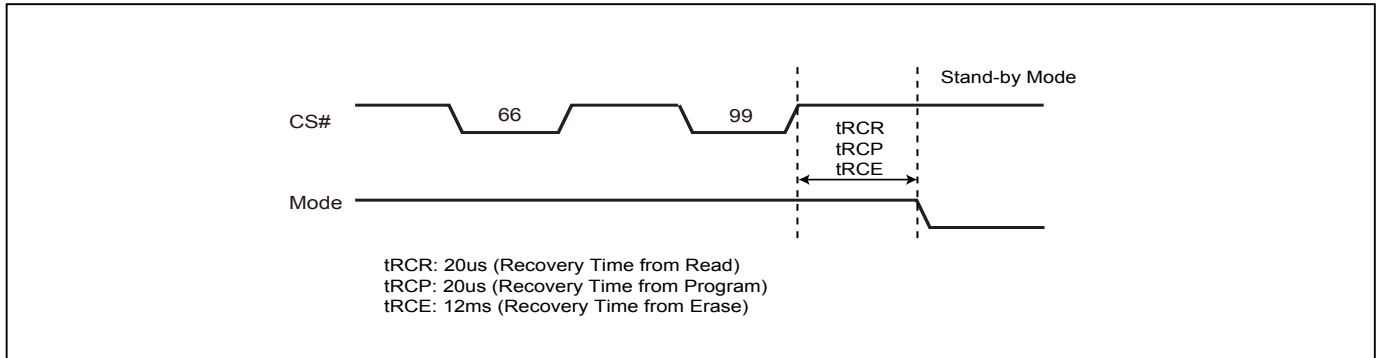 Stand-by Mode
CS#
66
99
tRCR
tRCP
tRCE
Mode
tRCR: 20us (Recovery Time from Read)
tRCP: 20us (Recovery Time from Program)
tRCE: 12ms (Recovery Time from Erase)